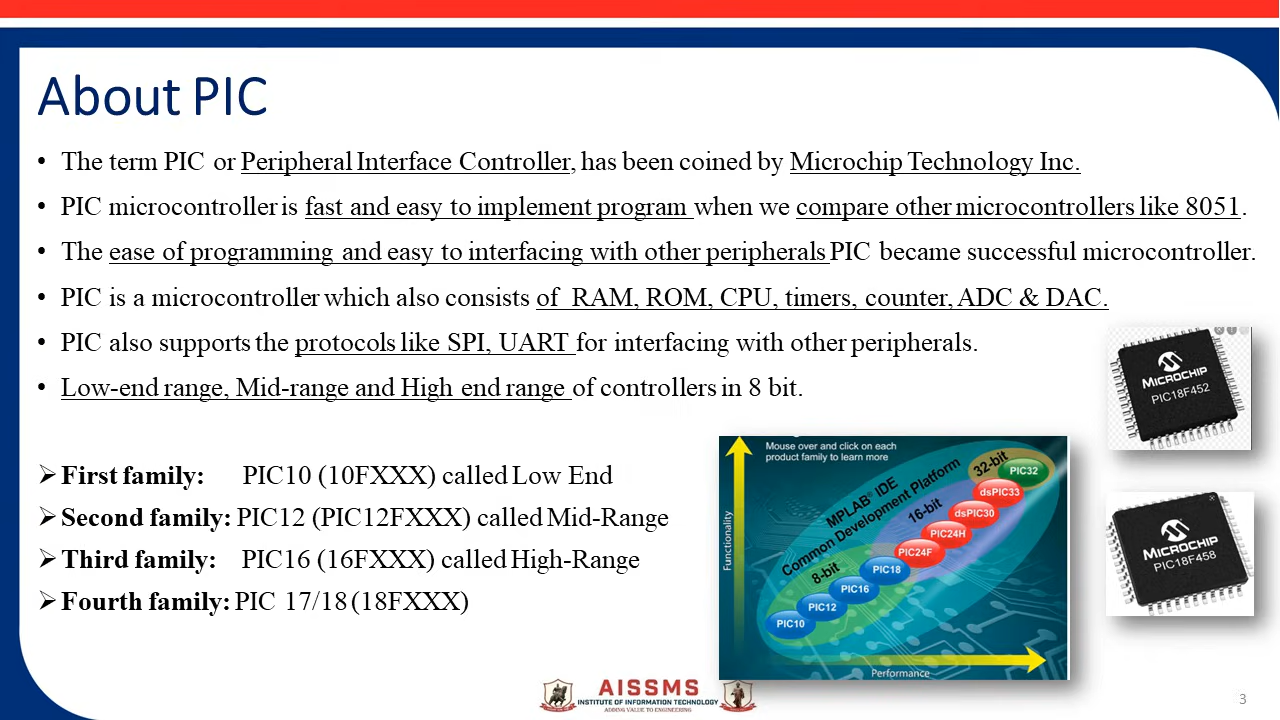 About PIC
• The term PIC or Peripheral Interface Controller, has been coined by Microchip Technology Inc.
• PIC microcontroller is fast and easy to implement program when we compare other microcontrollers like 8051.
• The ease of programming and easy to interfacing with other peripherals PIC became successful microcontroller.
• PIC is a microcontroller which also consists of RAM, ROM, CPU, timers, counter, ADC & DAC.
• PIC also supports the protocols like SPI, UART for interfacing with other peripherals.
• Low-end range, Mid-range and High end range of controllers in 8 bit.
➢ First family: PIC10 (10FXXX) called Low End
➢ Second family: PIC12 (PIC12FXXX) called Mid-Range
➢ Third family: PIC16 (16FXXX) called High-Range
➢ Fourth family: PIC 17/18 (18FXXX)
Mouse over and click on each
product family to learn more
MPLAB® IDE
Common Development Platform
Functionality
Performance
8-bit
16-bit
32-bit
PIC10
PIC12
PIC16
PIC18
PIC24F
PIC24H
dsPIC30
dsPIC33
PIC32
MICROCHIP
PIC18F452
MICROCHIP
PIC18F458
AISSMS
INSTITUTE OF INFORMATION TECHNOLOGY
ADDING VALUE TO ENGINEERING
3